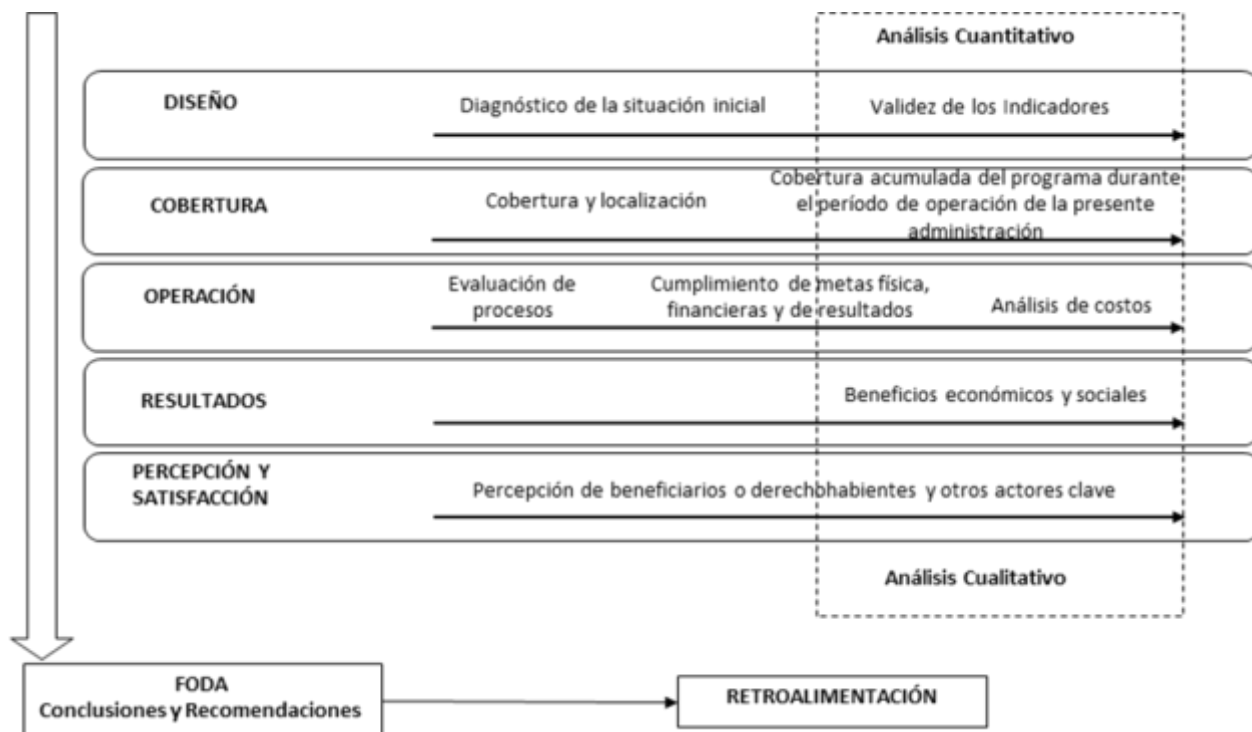 Análisis Cuantitativo
DISEÑO
Diagnóstico de la situación inicial
Validez de los Indicadores
COBERTURA
Cobertura y localización
Cobertura acumulada del programa durante
el período de operación de la presente
administración
OPERACIÓN
Evaluación de
procesos
Cumplimiento de metas física,
financieras y de resultados
Análisis de costos
RESULTADOS
Beneficios económicos y sociales
PERCEPCIÓN Y
SATISFACCIÓN
Percepción de beneficiarios o derechohabientes y otros actores clave
Análisis Cualitativo
FODA
Conclusiones y Recomendaciones
RETROALIMENTACIÓN